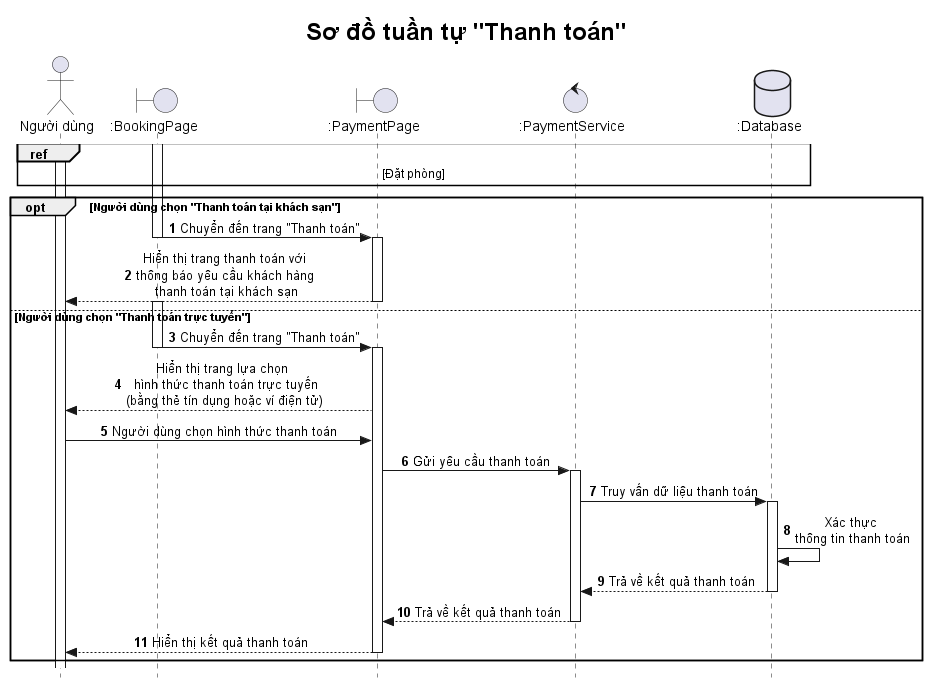 Sơ đồ tuần tự "Thanh toán"
Người dùng
:BookingPage
:PaymentPage
:PaymentService
:Database
ref
[Đặt phòng]
opt
[Người dùng chọn "Thanh toán tại khách sạn"]
1 Chuyển đến trang "Thanh toán"
Hiển thị trang thanh toán với
2 thông báo yêu cầu khách hàng
thanh toán tại khách sạn
[Người dùng chọn "Thanh toán trực tuyến"]
3 Chuyển đến trang "Thanh toán"
Hiển thị trang lựa chọn
4 hình thức thanh toán trực tuyến
(bằng thẻ tín dụng hoặc ví điện tử)
5 Người dùng chọn hình thức thanh toán
6 Gửi yêu cầu thanh toán
7 Truy vấn dữ liệu thanh toán
Xác thực
8 thông tin thanh toán
9 Trả về kết quả thanh toán
10 Trả về kết quả thanh toán
11 Hiển thị kết quả thanh toán